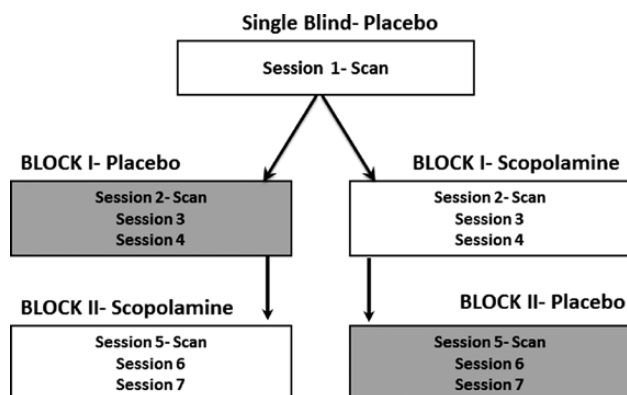 Single Blind- Placebo
Session 1- Scan
BLOCK I- Placebo
Session 2- Scan
Session 3
Session 4
BLOCK I- Scopolamine
Session 2- Scan
Session 3
Session 4
BLOCK II- Scopolamine
Session 5- Scan
Session 6
Session 7
BLOCK II- Placebo
Session 5- Scan
Session 6
Session 7